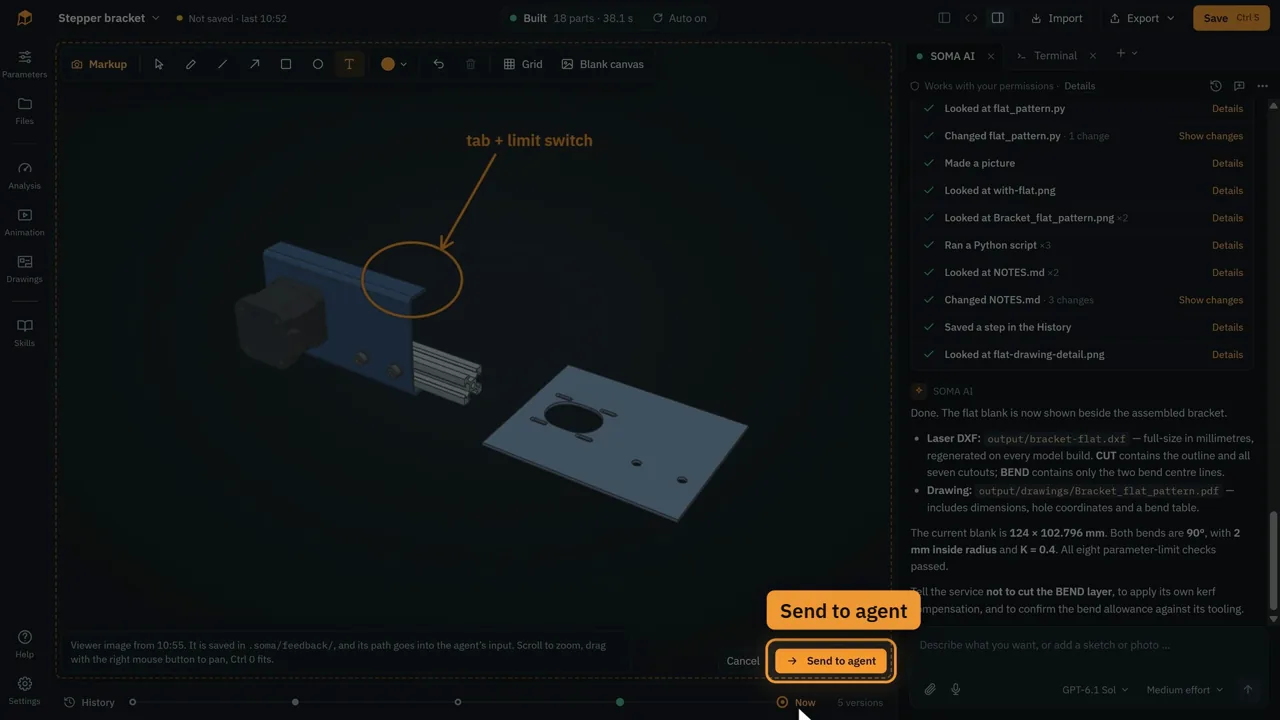 Stepper bracket
Not saved · last 10:52
Built 18 parts · 38.1 s
Auto on
Import
Export
Save Ctrl S
Parameters
Files
Analysis
Animation
Drawings
Skills
Help
Settings
Markup
T
Grid
Blank canvas
tab + limit switch
Viewer image from 10:55. It is saved in .soma/feedback/, and its path goes into the agent's input. Scroll to zoom, drag
with the right mouse button to pan, Ctrl 0 fits.
Cancel
Send to agent
Send to agent
History
Now
5 versions
SOMA AI
Terminal
Works with your permissions · Details
Looked at flat_pattern.py Details
Changed flat_pattern.py · 1 change Show changes
Made a picture Details
Looked at with-flat.png Details
Looked at Bracket_flat_pattern.png ×2 Details
Ran a Python script ×3 Details
Looked at NOTES.md ×2 Details
Changed NOTES.md · 3 changes Show changes
Saved a step in the History Details
Looked at flat-drawing-detail.png Details
SOMA AI
Done. The flat blank is now shown beside the assembled bracket.
• Laser DXF: output/bracket-flat.dxf — full-size in millimetres,
regenerated on every model build. CUT contains the outline and all
seven cutouts; BEND contains only the two bend centre lines.
• Drawing: output/drawings/Bracket_flat_pattern.pdf —
includes dimensions, hole coordinates and a bend table.
The current blank is 124 × 102.796 mm. Both bends are 90°, with 2
mm inside radius and K = 0.4. All eight parameter-limit checks
passed.
Tell the service not to cut the BEND layer, to apply its own kerf
compensation, and to confirm the bend allowance against its tooling.
Describe what you want, or add a sketch or photo ...
GPT-6.1 Sol
Medium effort